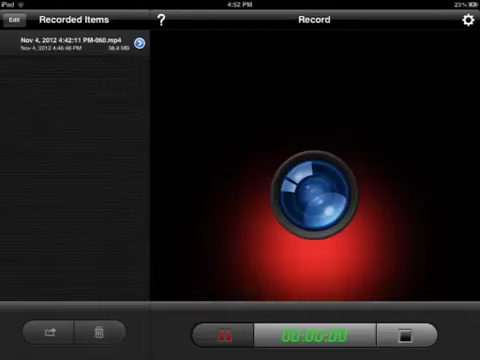 iPad 4:52 PM 23%
Edit Recorded Items ? Record
Nov 4, 2012 4:42:11 PM-060.mp4
Nov 4, 2012 4:46:46 PM 38.8 MB
00:00:00